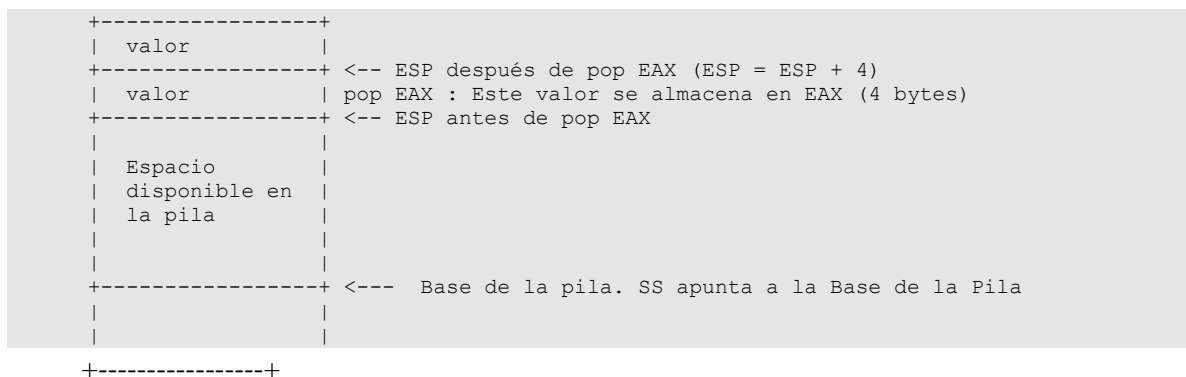 +-----------------+
|  valor          |
+-----------------+ <-- ESP después de pop EAX (ESP = ESP + 4)
|  valor          | pop EAX : Este valor se almacena en EAX (4 bytes)
+-----------------+ <-- ESP antes de pop EAX
|                 |
|  Espacio        |
|  disponible en  |
|  la pila        |
|                 |
|                 |
+-----------------+ <---  Base de la pila. SS apunta a la Base de la Pila
|                 |
|                 |
+-----------------+